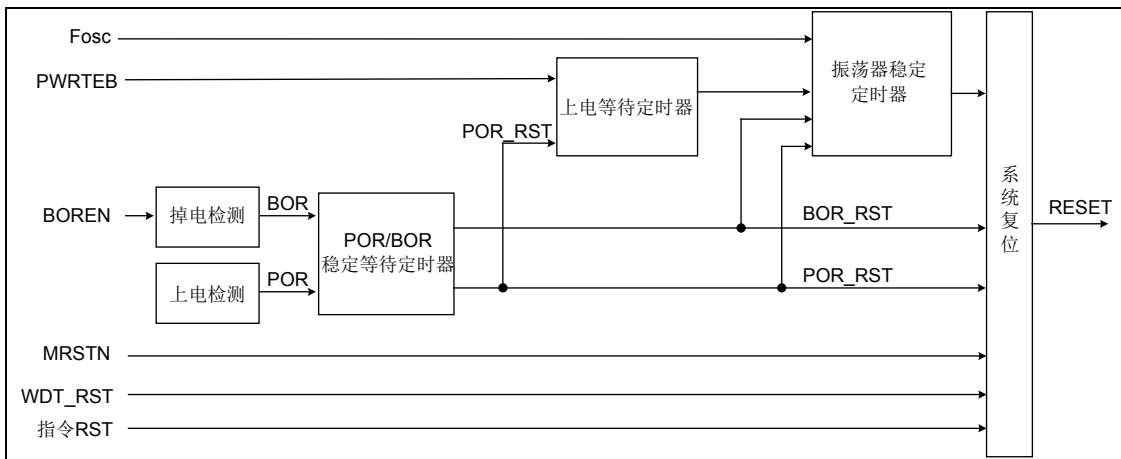 Fosc
PWRTEB
振荡器稳定
定时器
上电等待定时器
POR_RST
BOREN
掉电检测
BOR
POR/BOR
稳定等待定时器
上电检测
POR
BOR_RST
POR_RST
系统复位
RESET
MRSTN
WDT_RST
指令RST